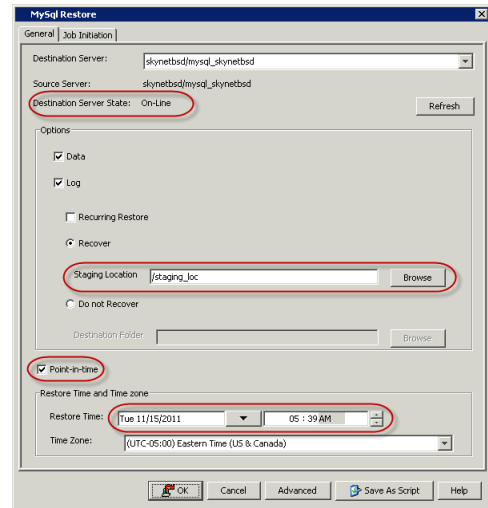 MySql Restore
General Job Initiation
Destination Server: skynetbsd/mysql_skynetbsd
Source Server: skynetbsd/mysql_skynetbsd
Destination Server State: On-Line Refresh
Options
Data
Log
Recurring Restore
Recover
Staging Location /staging_loc Browse
Do not Recover
Destination Folder Browse
Point-in-time
Restore Time and Time zone
Restore Time: Tue 11/15/2011 05 : 39 AM
Time Zone: (UTC-05:00) Eastern Time (US & Canada)
OK Cancel Advanced Save As Script Help